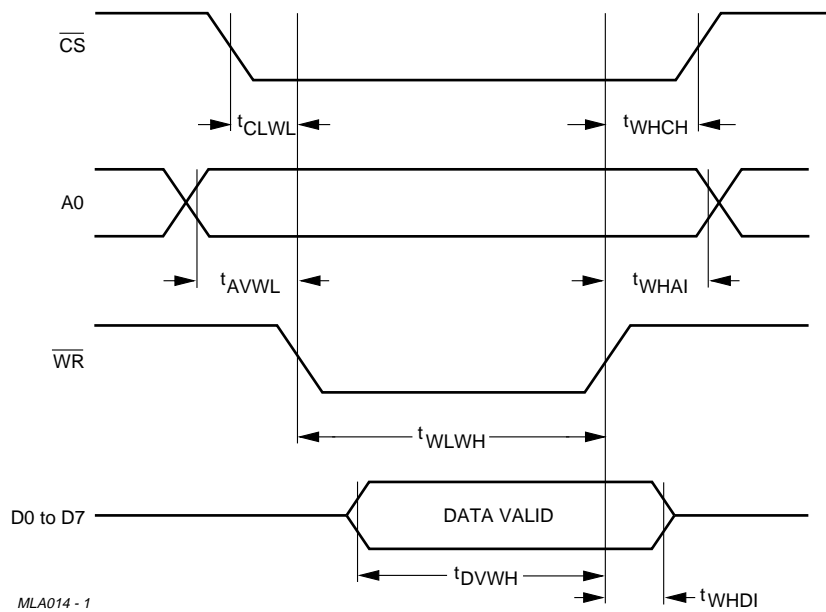 CS
tCLWL
tWHCH
A0
tAVWL
tWHAI
WR
tWLWH
D0 to D7
DATA VALID
tDVWH
tWHDI
MLA014 - 1